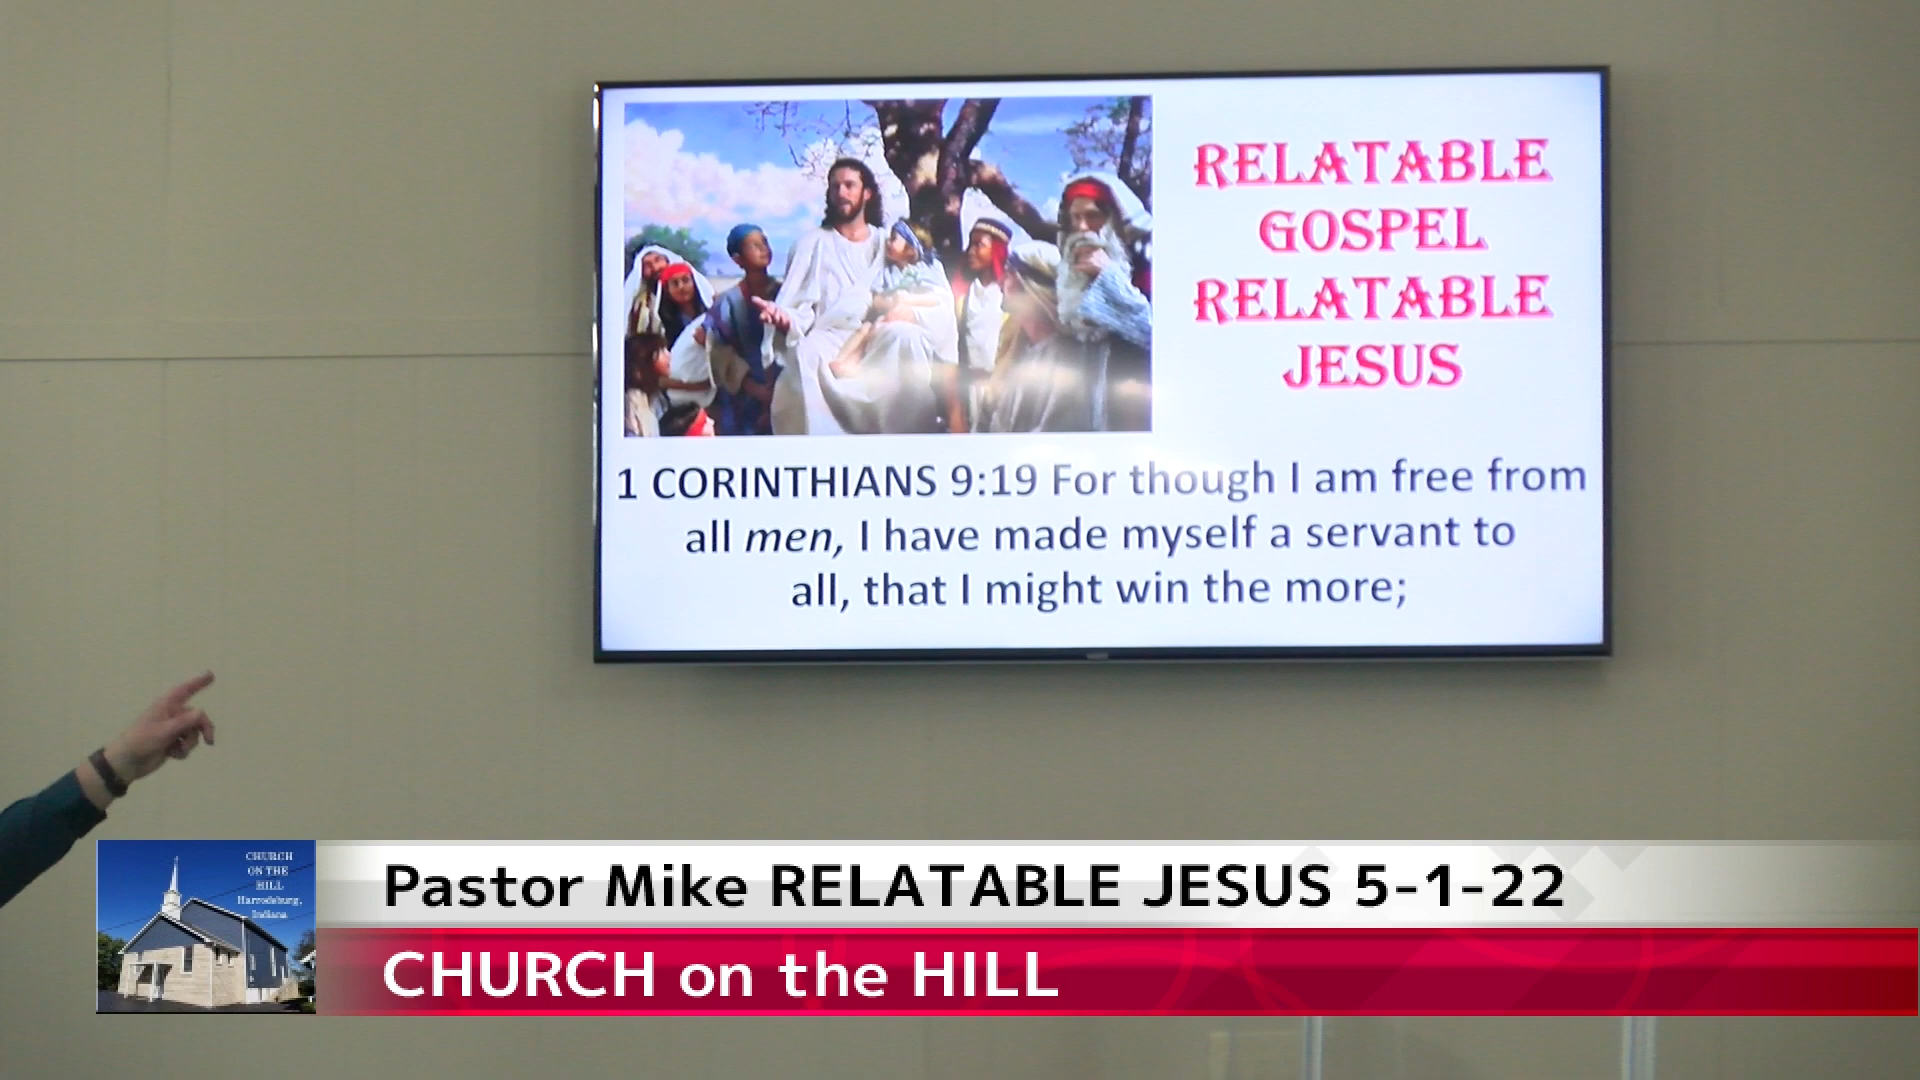 RELATABLE
GOSPEL
RELATABLE
JESUS
1 CORINTHIANS 9:19 For though I am free from
all men, I have made myself a servant to
all, that I might win the more;
CHURCH
ON THE
HILL
Harrodsburg,
Indiana
Pastor Mike RELATABLE JESUS 5-1-22
CHURCH on the HILL